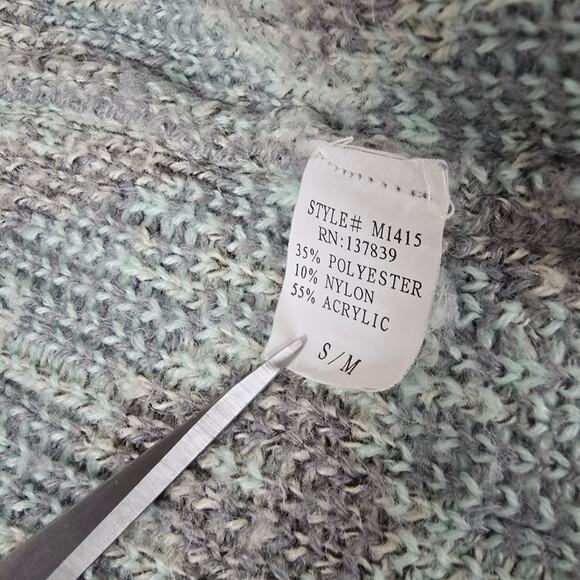 STYLE# M1415
RN:137839
35% POLYESTER
10% NYLON
55% ACRYLIC
S/M